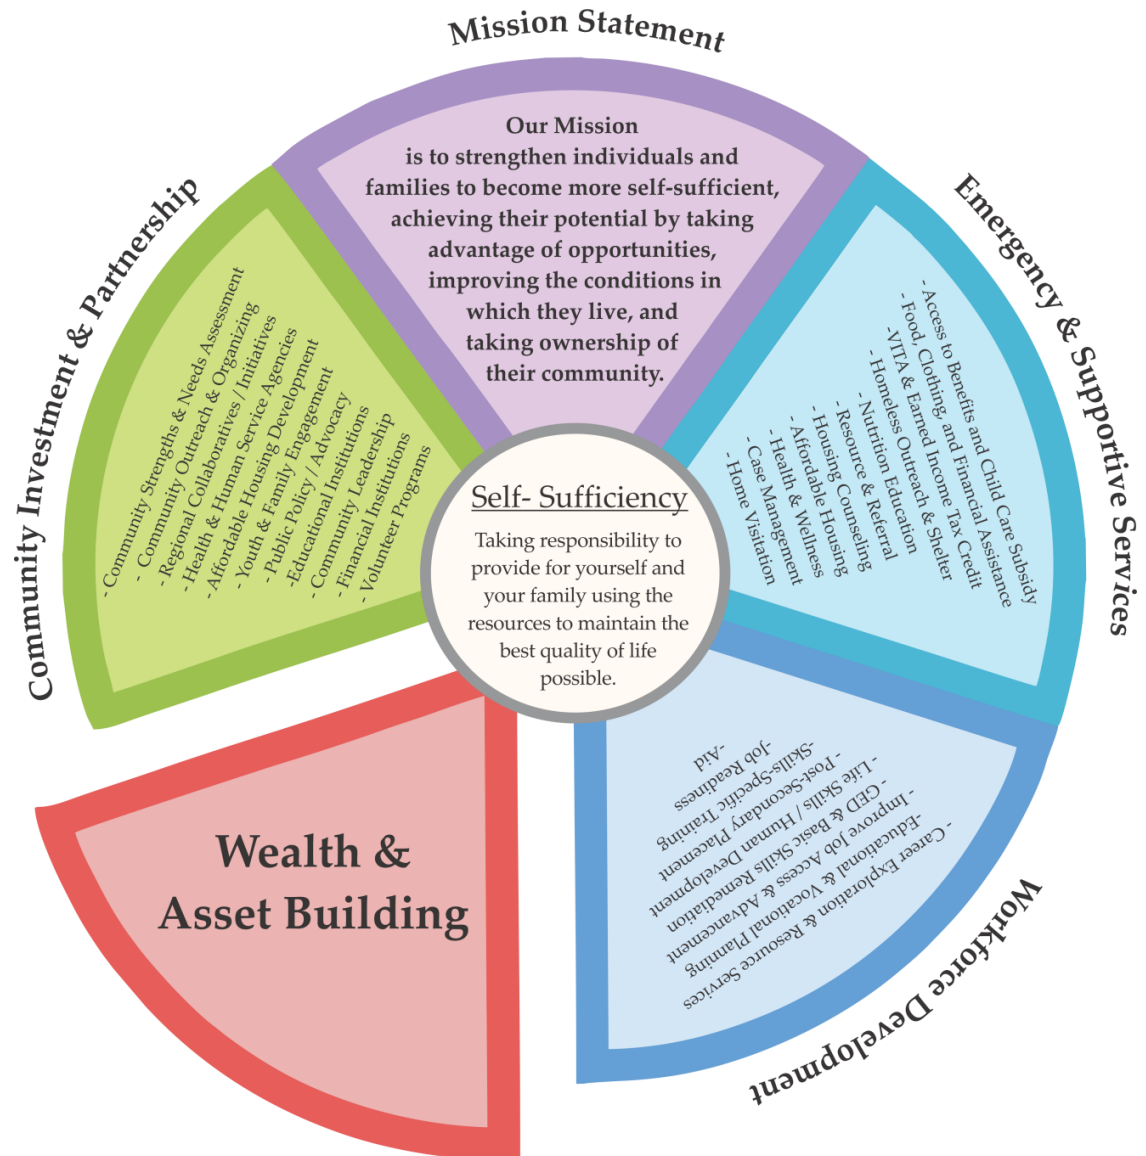 Mission Statement
Our Mission
is to strengthen individuals and
families to become more self-sufficient,
achieving their potential by taking
advantage of opportunities,
improving the conditions in
which they live, and
taking ownership of
their community.
Emergency & Supportive Services
- Access to Benefits and Child Care Subsidy
- Food, Clothing, and Financial Assistance
-VITA & Earned Income Tax Credit
- Homeless Outreach & Shelter
- Nutrition Education
- Resource & Referral
- Housing Counseling
- Affordable Housing
- Health & Wellness
- Case Management
- Home Visitation
Workforce Development
- Career Exploration & Resource Services
-Educational & Vocational Planning
- Improve Job Access & Advancement
- GED & Basic Skills Remediation
- Life Skills / Human Development
-Post-Secondary Placement
-Skills-Specific Training
-Job Readiness
-Aid
Wealth &
Asset Building
Community Investment & Partnership
- Community Strengths & Needs Assessment
- Community Outreach & Organizing
- Regional Collaboratives / Initiatives
- Health & Human Service Agencies
- Affordable Housing Development
- Youth & Family Engagement
-Public Policy / Advocacy
-Educational Institutions
- Community Leadership
- Financial Institutions
- Volunteer Programs
Self- Sufficiency
Taking responsibility to
provide for yourself and
your family using the
resources to maintain the
best quality of life
possible.